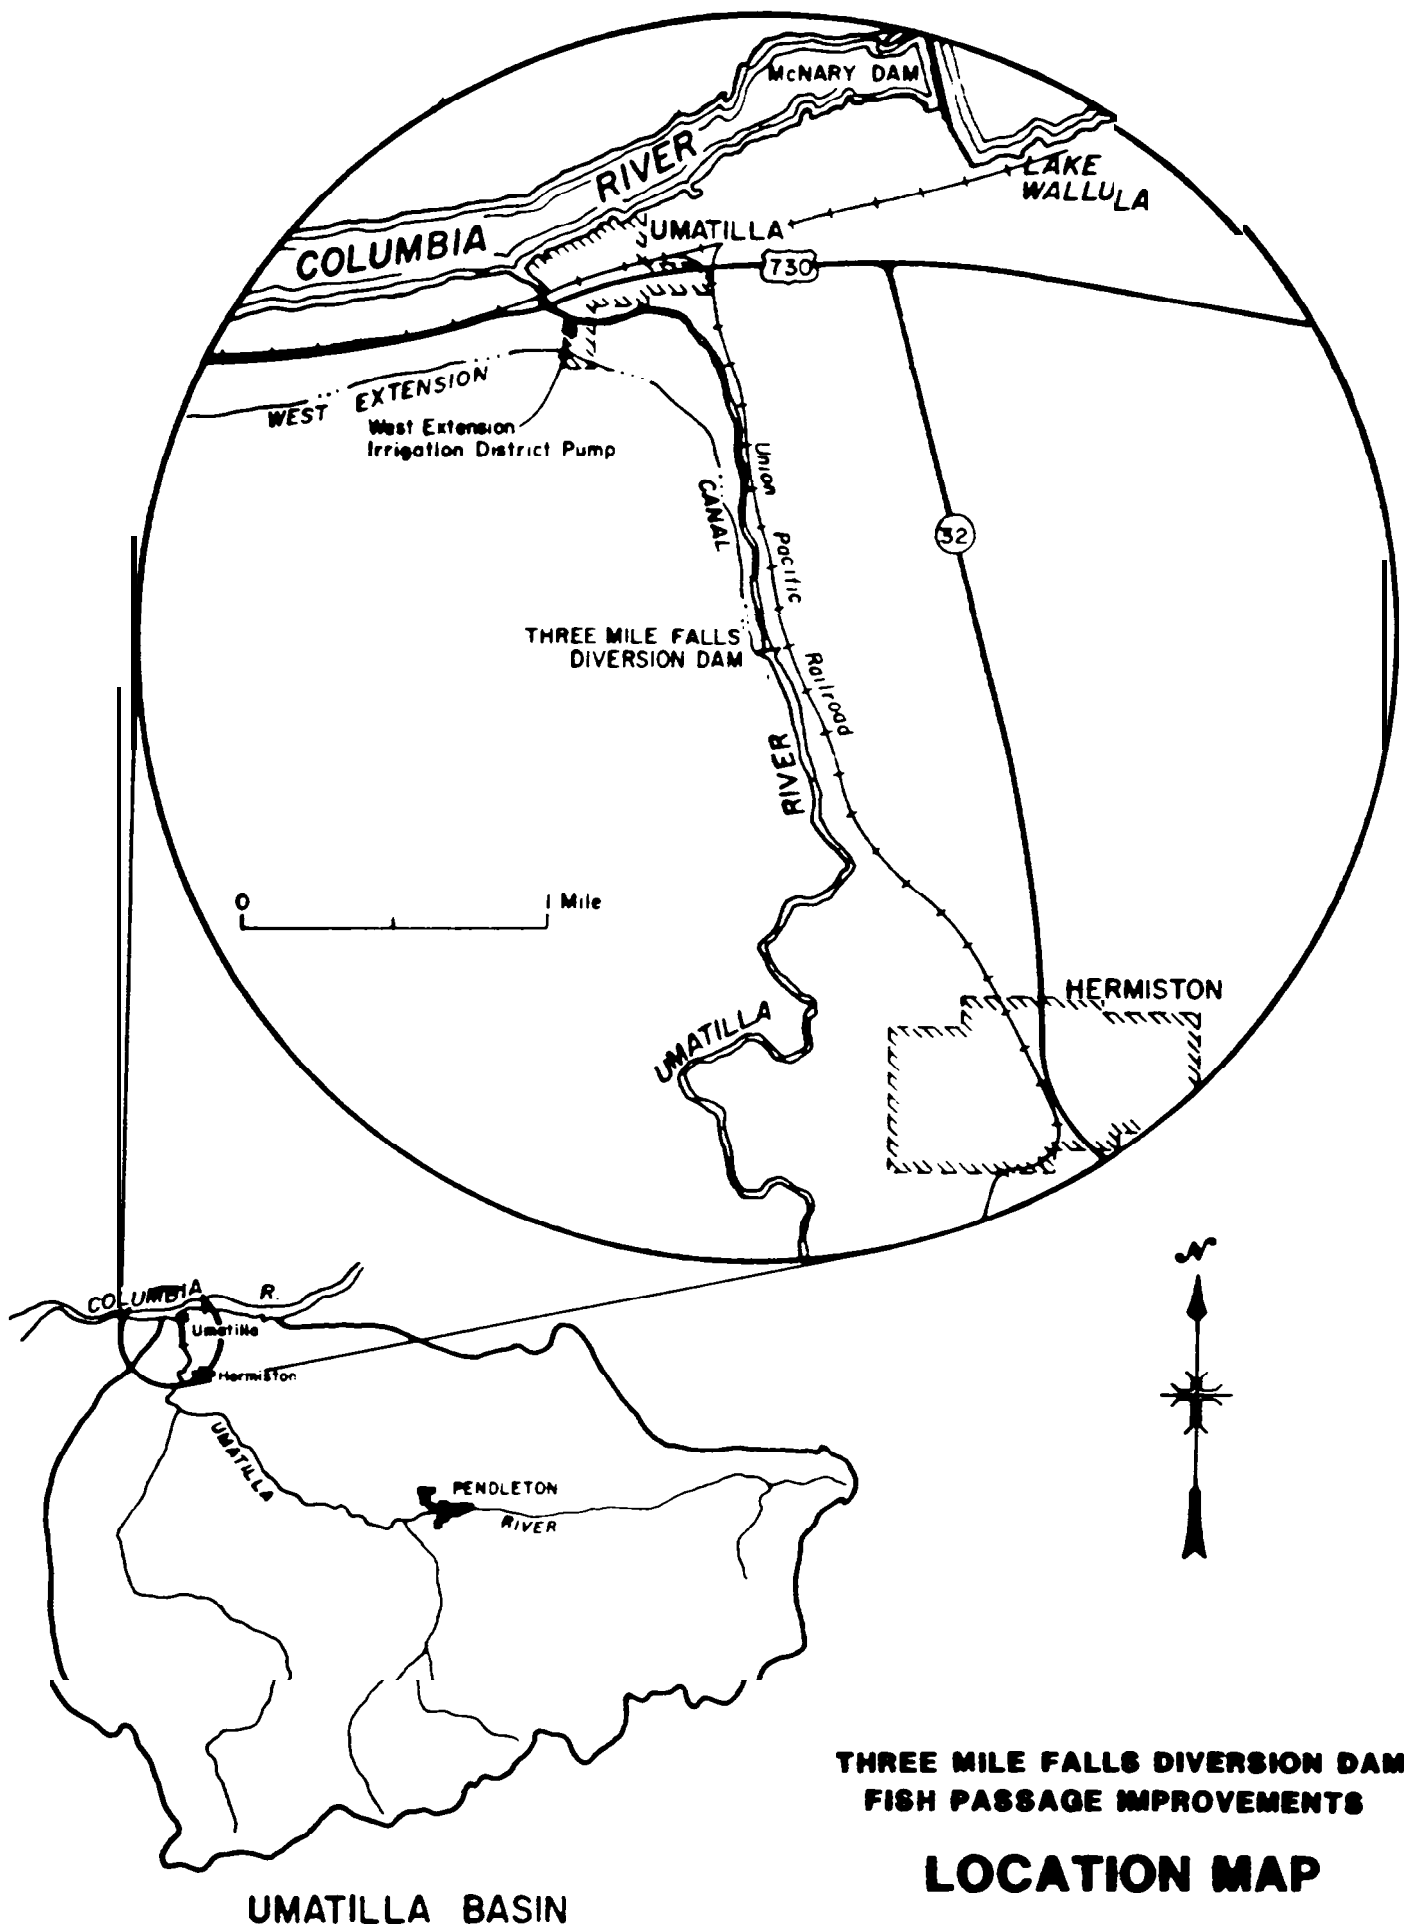 McNARY DAM
COLUMBIA RIVER
LAKE
WALLULA
UMATILLA
730
WEST EXTENSION
West Extension
Irrigation District Pump
CANAL
Union Pacific Railroad
32
THREE MILE FALLS
DIVERSION DAM
RIVER
0 1 Mile
HERMISTON
UMATILLA
N
COLUMBIA R.
Umatilla
Hermiston
UMATILLA
PENDLETON
RIVER
THREE MILE FALLS DIVERSION DAM
FISH PASSAGE IMPROVEMENTS
LOCATION MAP
UMATILLA BASIN